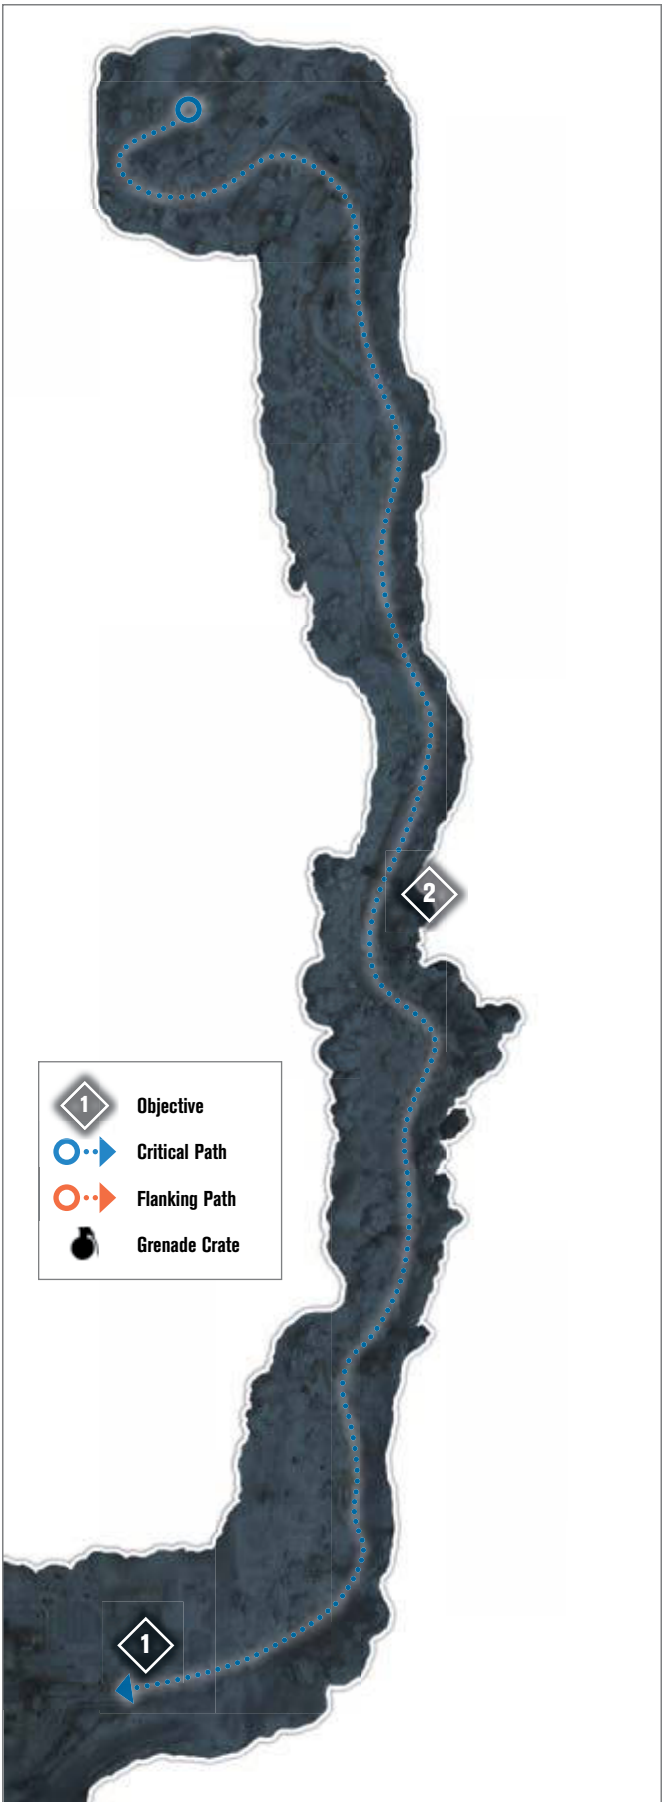 2
1 Objective
Critical Path
Flanking Path
Grenade Crate
1